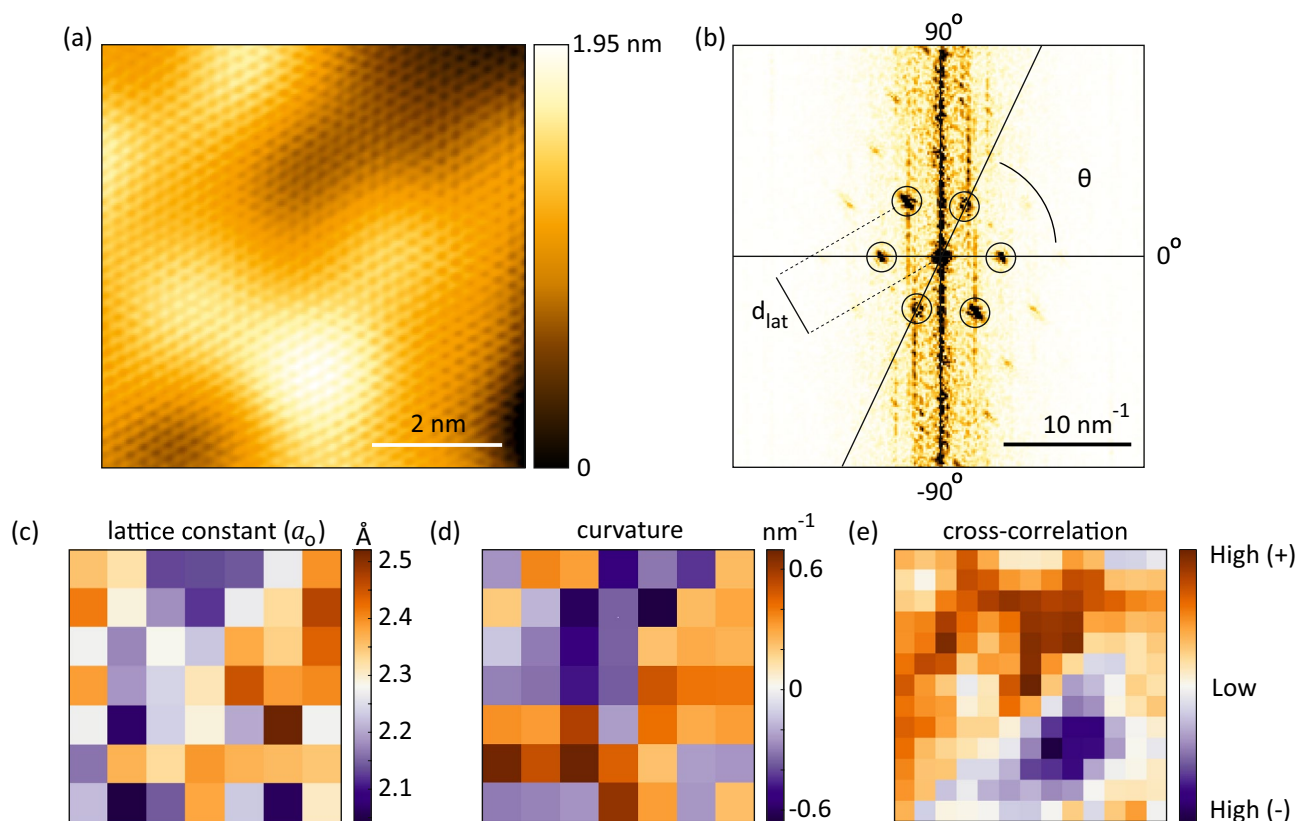 (a)
1.95 nm
2 nm
0
(b)
90°
θ
0°
d_lat
10 nm⁻¹
-90°
(c) lattice constant (a₀) Å
2.5
2.4
2.3
2.2
2.1
(d) curvature nm⁻¹
0.6
0
-0.6
(e) cross-correlation
High (+)
Low
High (-)